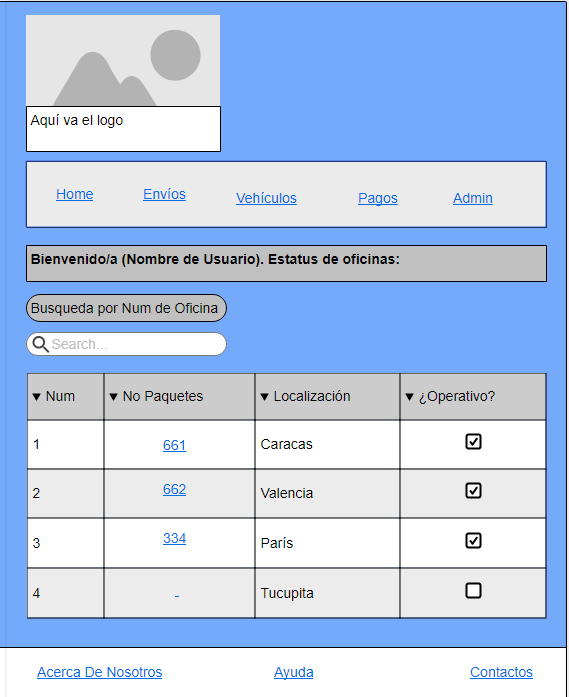 Aquí va el logo
Home Envíos Vehículos Pagos Admin
Bienvenido/a (Nombre de Usuario). Estatus de oficinas:
Busqueda por Num de Oficina
Search...
▼ Num ▼ No Paquetes ▼ Localización ▼ ¿Operativo?
1 661 Caracas
2 662 Valencia
3 334 París
4 - Tucupita
Acerca De Nosotros Ayuda Contactos